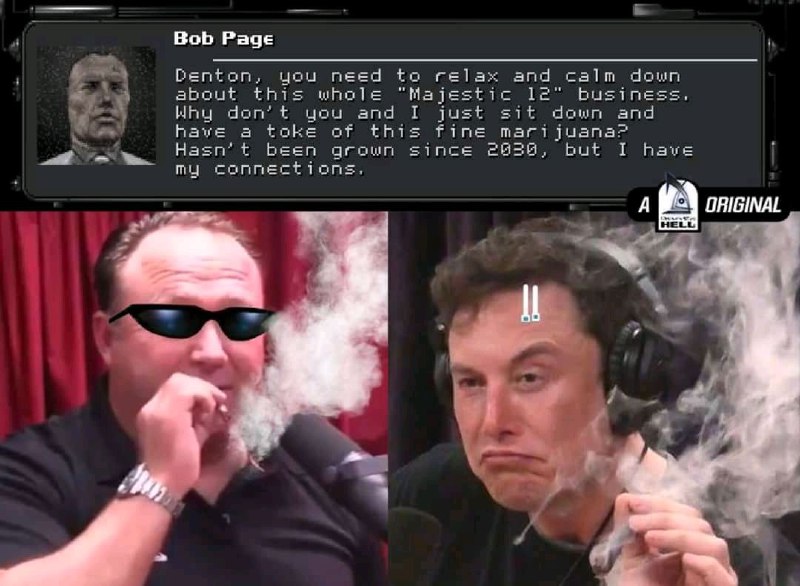 Bob Page
Denton, you need to relax and calm down
about this whole "Majestic 12" business.
Why don't you and I just sit down and
have a toke of this fine marijuana?
Hasn't been grown since 2030, but I have
my connections.
A
HELL
ORIGINAL
!!